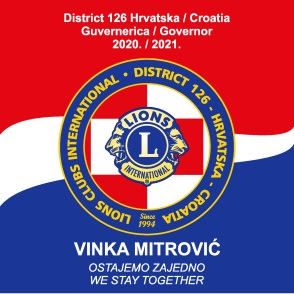 District 126 Hrvatska / Croatia
Guvernerica / Governor
2020. / 2021.
LIONS CLUBS INTERNATIONAL • DISTRICT 126 - HRVATSKA - CROATIA
LIONS
L
INTERNATIONAL
Since
1994
VINKA MITROVIĆ
OSTAJEMO ZAJEDNO
WE STAY TOGETHER